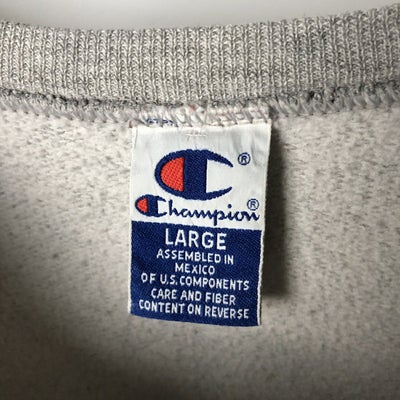 ®
Champion®
LARGE
ASSEMBLED IN
MEXICO
OF U.S. COMPONENTS
CARE AND FIBER
CONTENT ON REVERSE